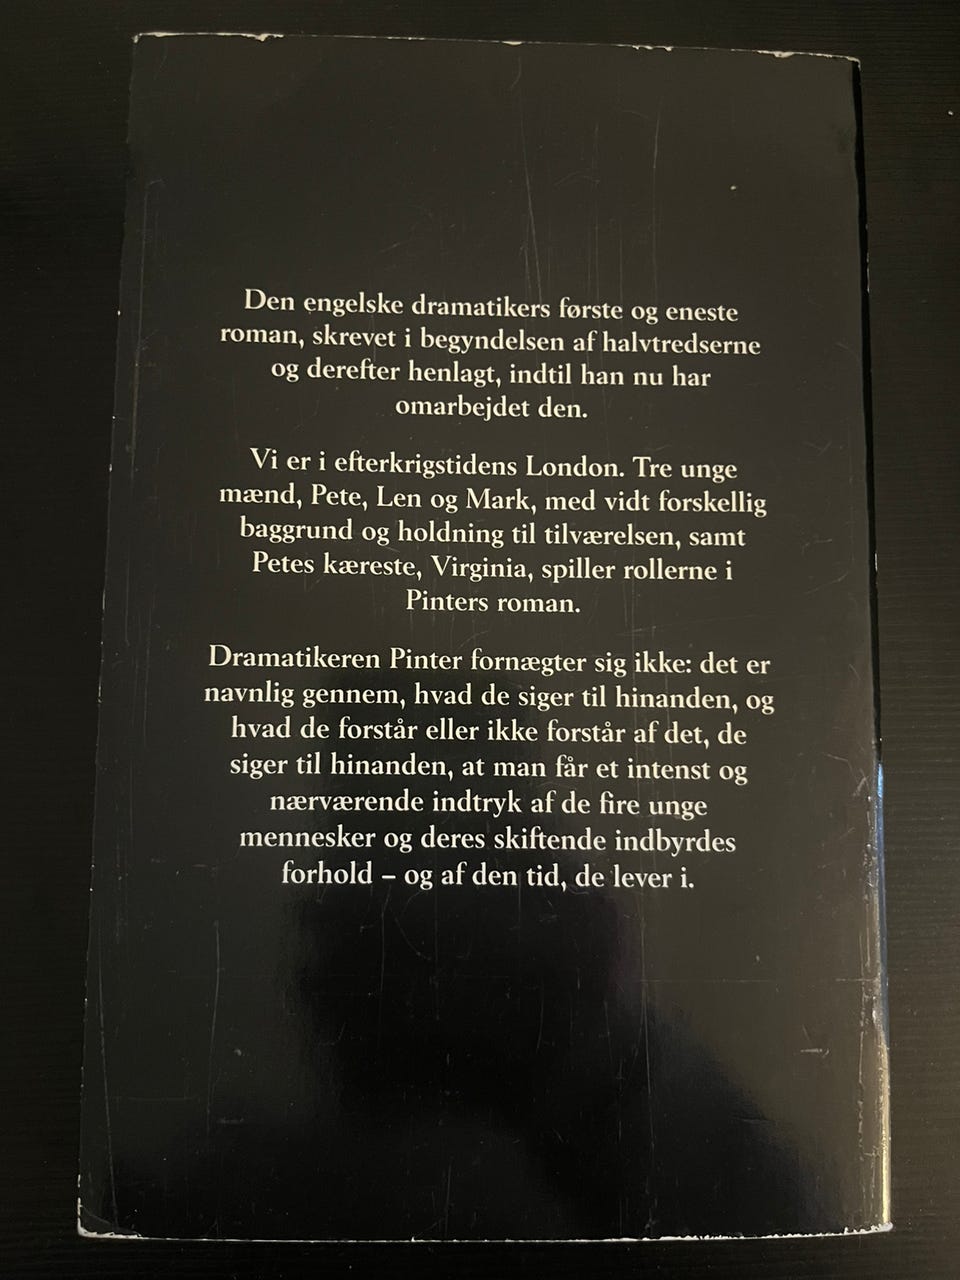 Den engelske dramatikers første og eneste
roman, skrevet i begyndelsen af halvtredserne
og derefter henlagt, indtil han nu har
omarbejdet den.
Vi er i efterkrigstidens London. Tre unge
mænd, Pete, Len og Mark, med vidt forskellig
baggrund og holdning til tilværelsen, samt
Petes kæreste, Virginia, spiller rollerne i
Pinters roman.
Dramatikeren Pinter fornægter sig ikke: det er
navnlig gennem, hvad de siger til hinanden, og
hvad de forstår eller ikke forstår af det, de
siger til hinanden, at man får et intenst og
nærværende indtryk af de fire unge
mennesker og deres skiftende indbyrdes
forhold – og af den tid, de lever i.